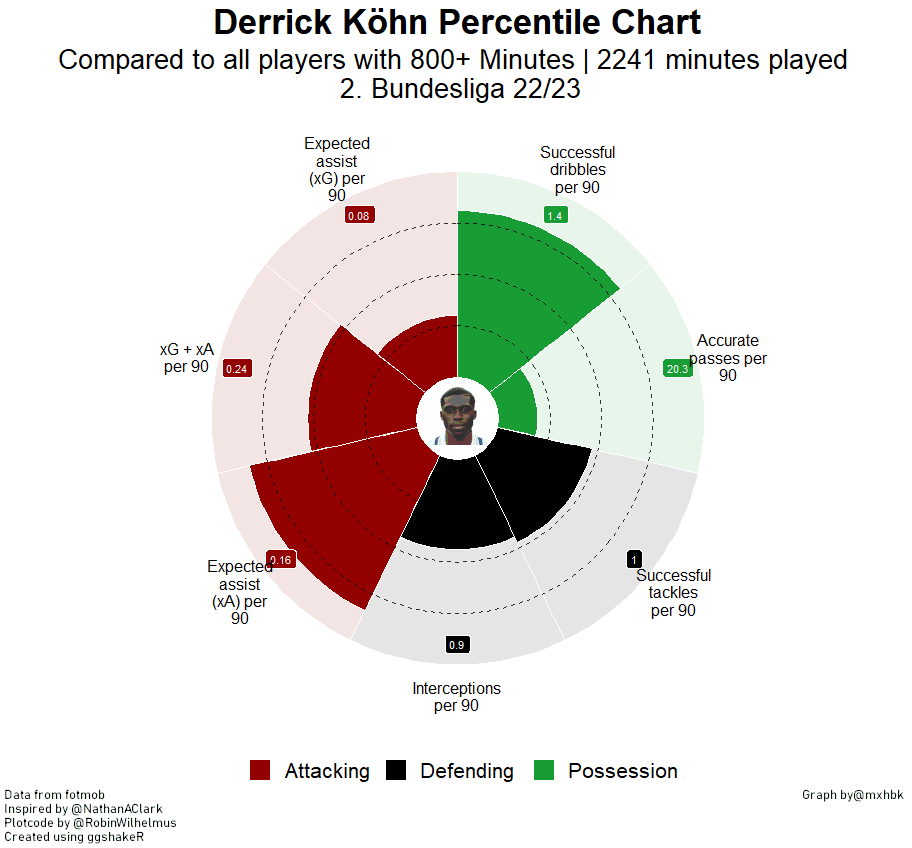 Derrick Köhn Percentile Chart
Compared to all players with 800+ Minutes | 2241 minutes played
2. Bundesliga 22/23
Expected
assist
(xG) per
90
0.08
Successful
dribbles
per 90
1.4
xG + xA
per 90
0.24
Accurate
passes per
90
20.3
Expected
assist
(xA) per
90
0.16
Successful
tackles
per 90
1
0.9
Interceptions
per 90
Attacking
Defending
Possession
Data from fotmob
Inspired by @NathanAClark
Plotcode by @RobinWilhelmus
Created using ggshakeR
Graph by@mxhbk